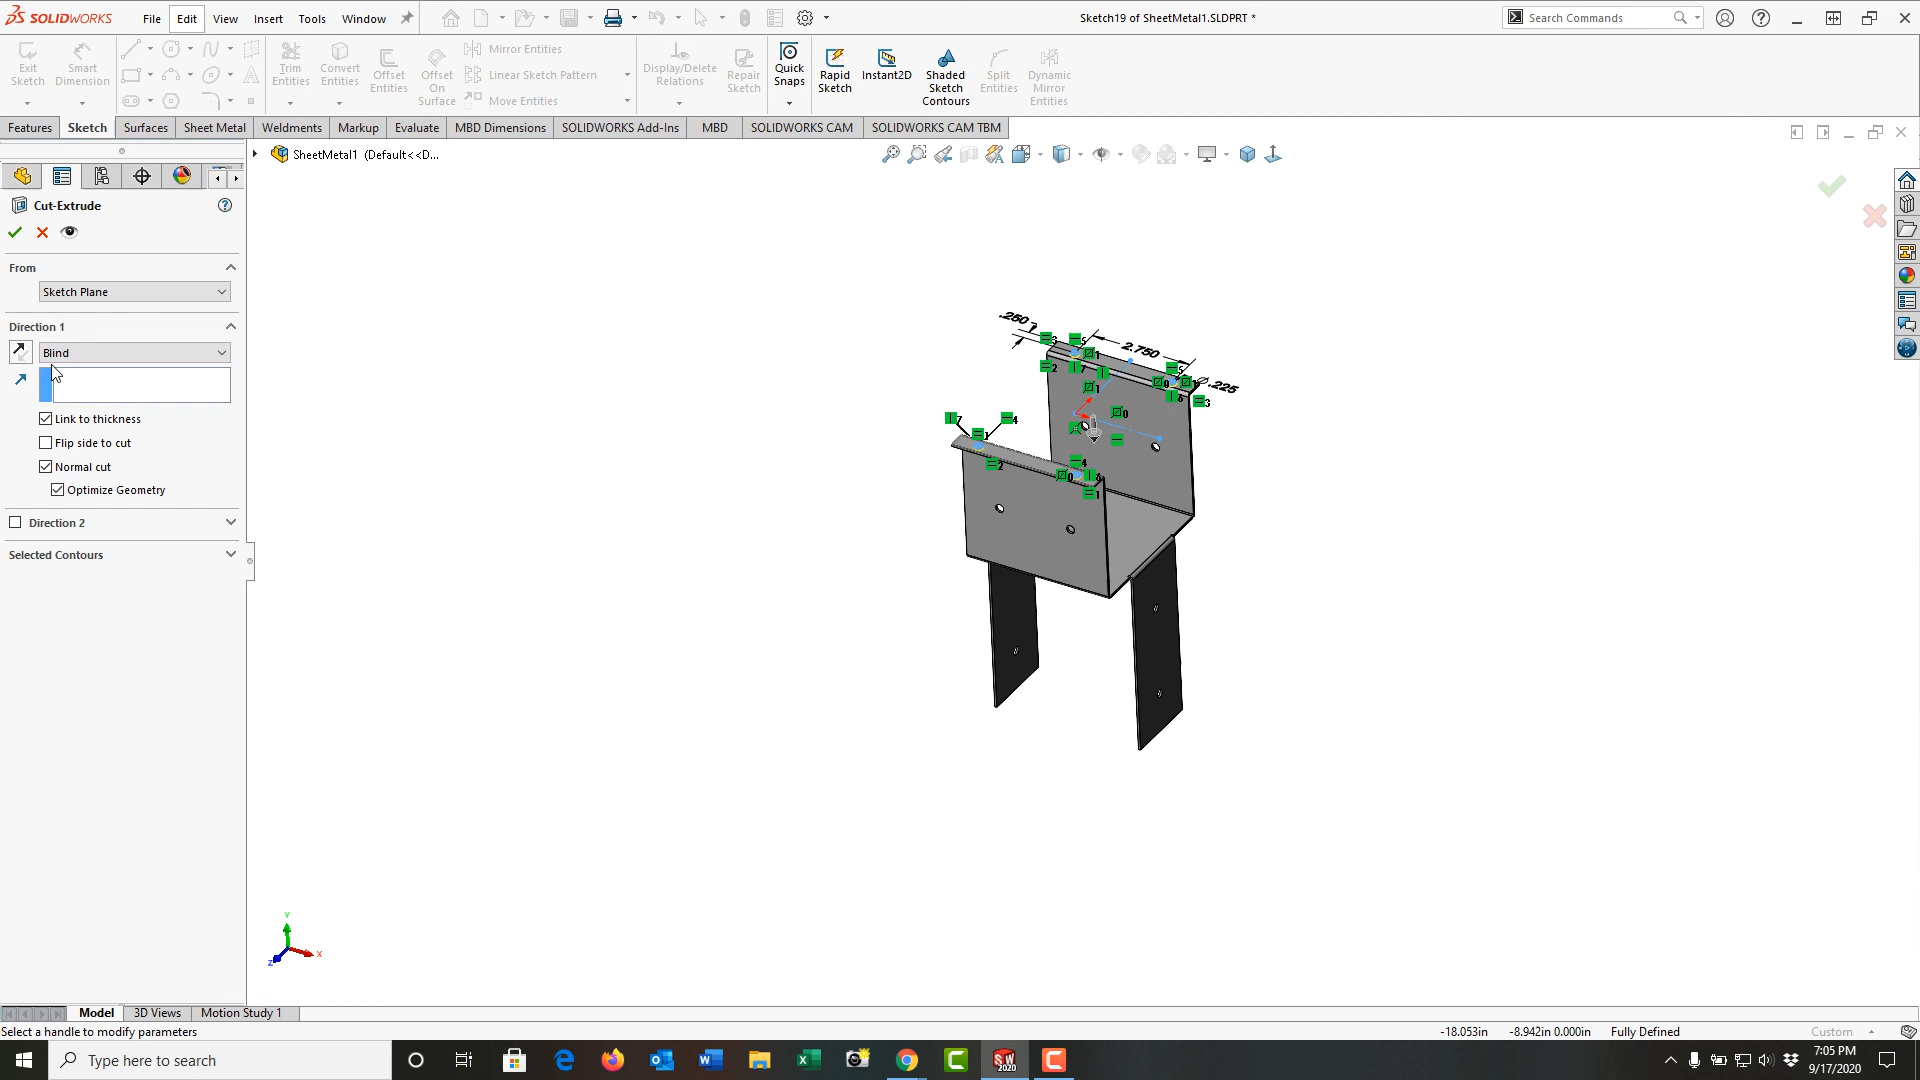 SOLIDWORKS
File
Edit
View
Insert
Tools
Window
Sketch19 of SheetMetal1.SLDPRT *
Search Commands
Exit Sketch
Smart Dimension
Trim Entities
Convert Entities
Offset Entities
Offset On Surface
Mirror Entities
Linear Sketch Pattern
Move Entities
Display/Delete Relations
Repair Sketch
Quick Snaps
Rapid Sketch
Instant2D
Shaded Sketch Contours
Split Entities
Dynamic Mirror Entities
Features
Sketch
Surfaces
Sheet Metal
Weldments
Markup
Evaluate
MBD Dimensions
SOLIDWORKS Add-Ins
MBD
SOLIDWORKS CAM
SOLIDWORKS CAM TBM
SheetMetal1 (Default<<D...
Cut-Extrude
From
Sketch Plane
Direction 1
Blind
Link to thickness
Flip side to cut
Normal cut
Optimize Geometry
Direction 2
Selected Contours
.250
2.750
⌀.225
Y
X
Z
Model
3D Views
Motion Study 1
Select a handle to modify parameters
-18.053in
-8.942in 0.000in
Fully Defined
Custom
Type here to search
7:05 PM
9/17/2020